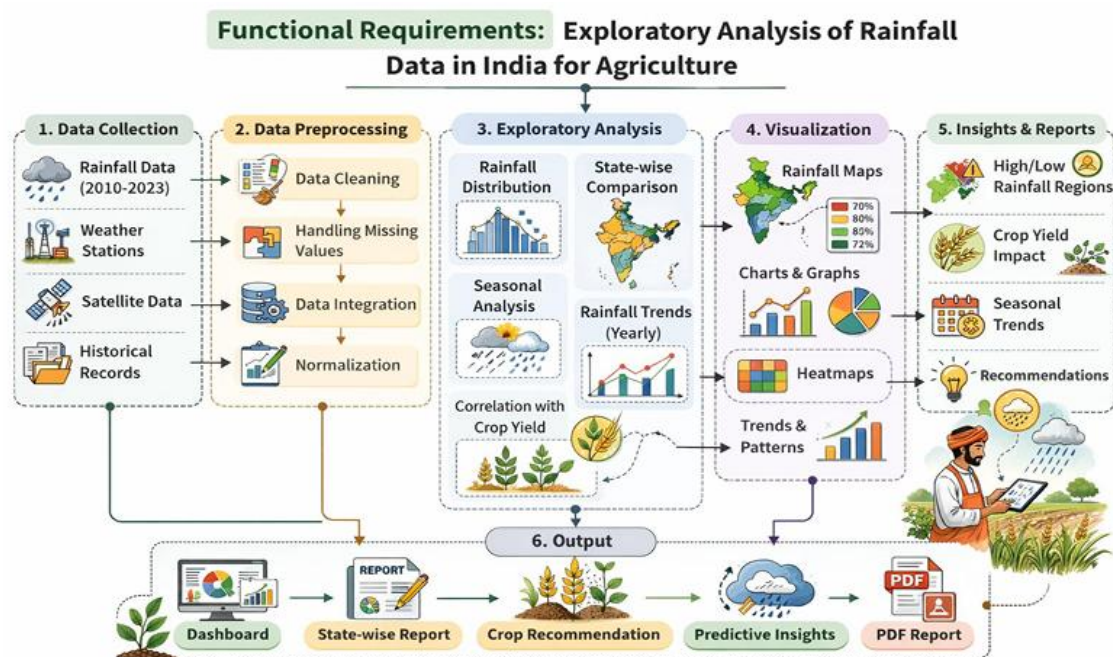 Functional Requirements: Exploratory Analysis of Rainfall
Data in India for Agriculture
1. Data Collection
Rainfall Data
(2010-2023)
Weather
Stations
Satellite Data
Historical
Records
2. Data Preprocessing
Data Cleaning
Handling Missing
Values
Data Integration
Normalization
3. Exploratory Analysis
Rainfall
Distribution
State-wise
Comparison
Seasonal
Analysis
Rainfall Trends
(Yearly)
Correlation with
Crop Yield
4. Visualization
Rainfall Maps
70%
80%
80%
72%
Charts & Graphs
Heatmaps
Trends &
Patterns
5. Insights & Reports
High/Low
Rainfall Regions
Crop Yield
Impact
Seasonal
Trends
Recommendations
6. Output
Dashboard
REPORT
State-wise Report
Crop Recommendation
Predictive Insights
PDF
PDF Report